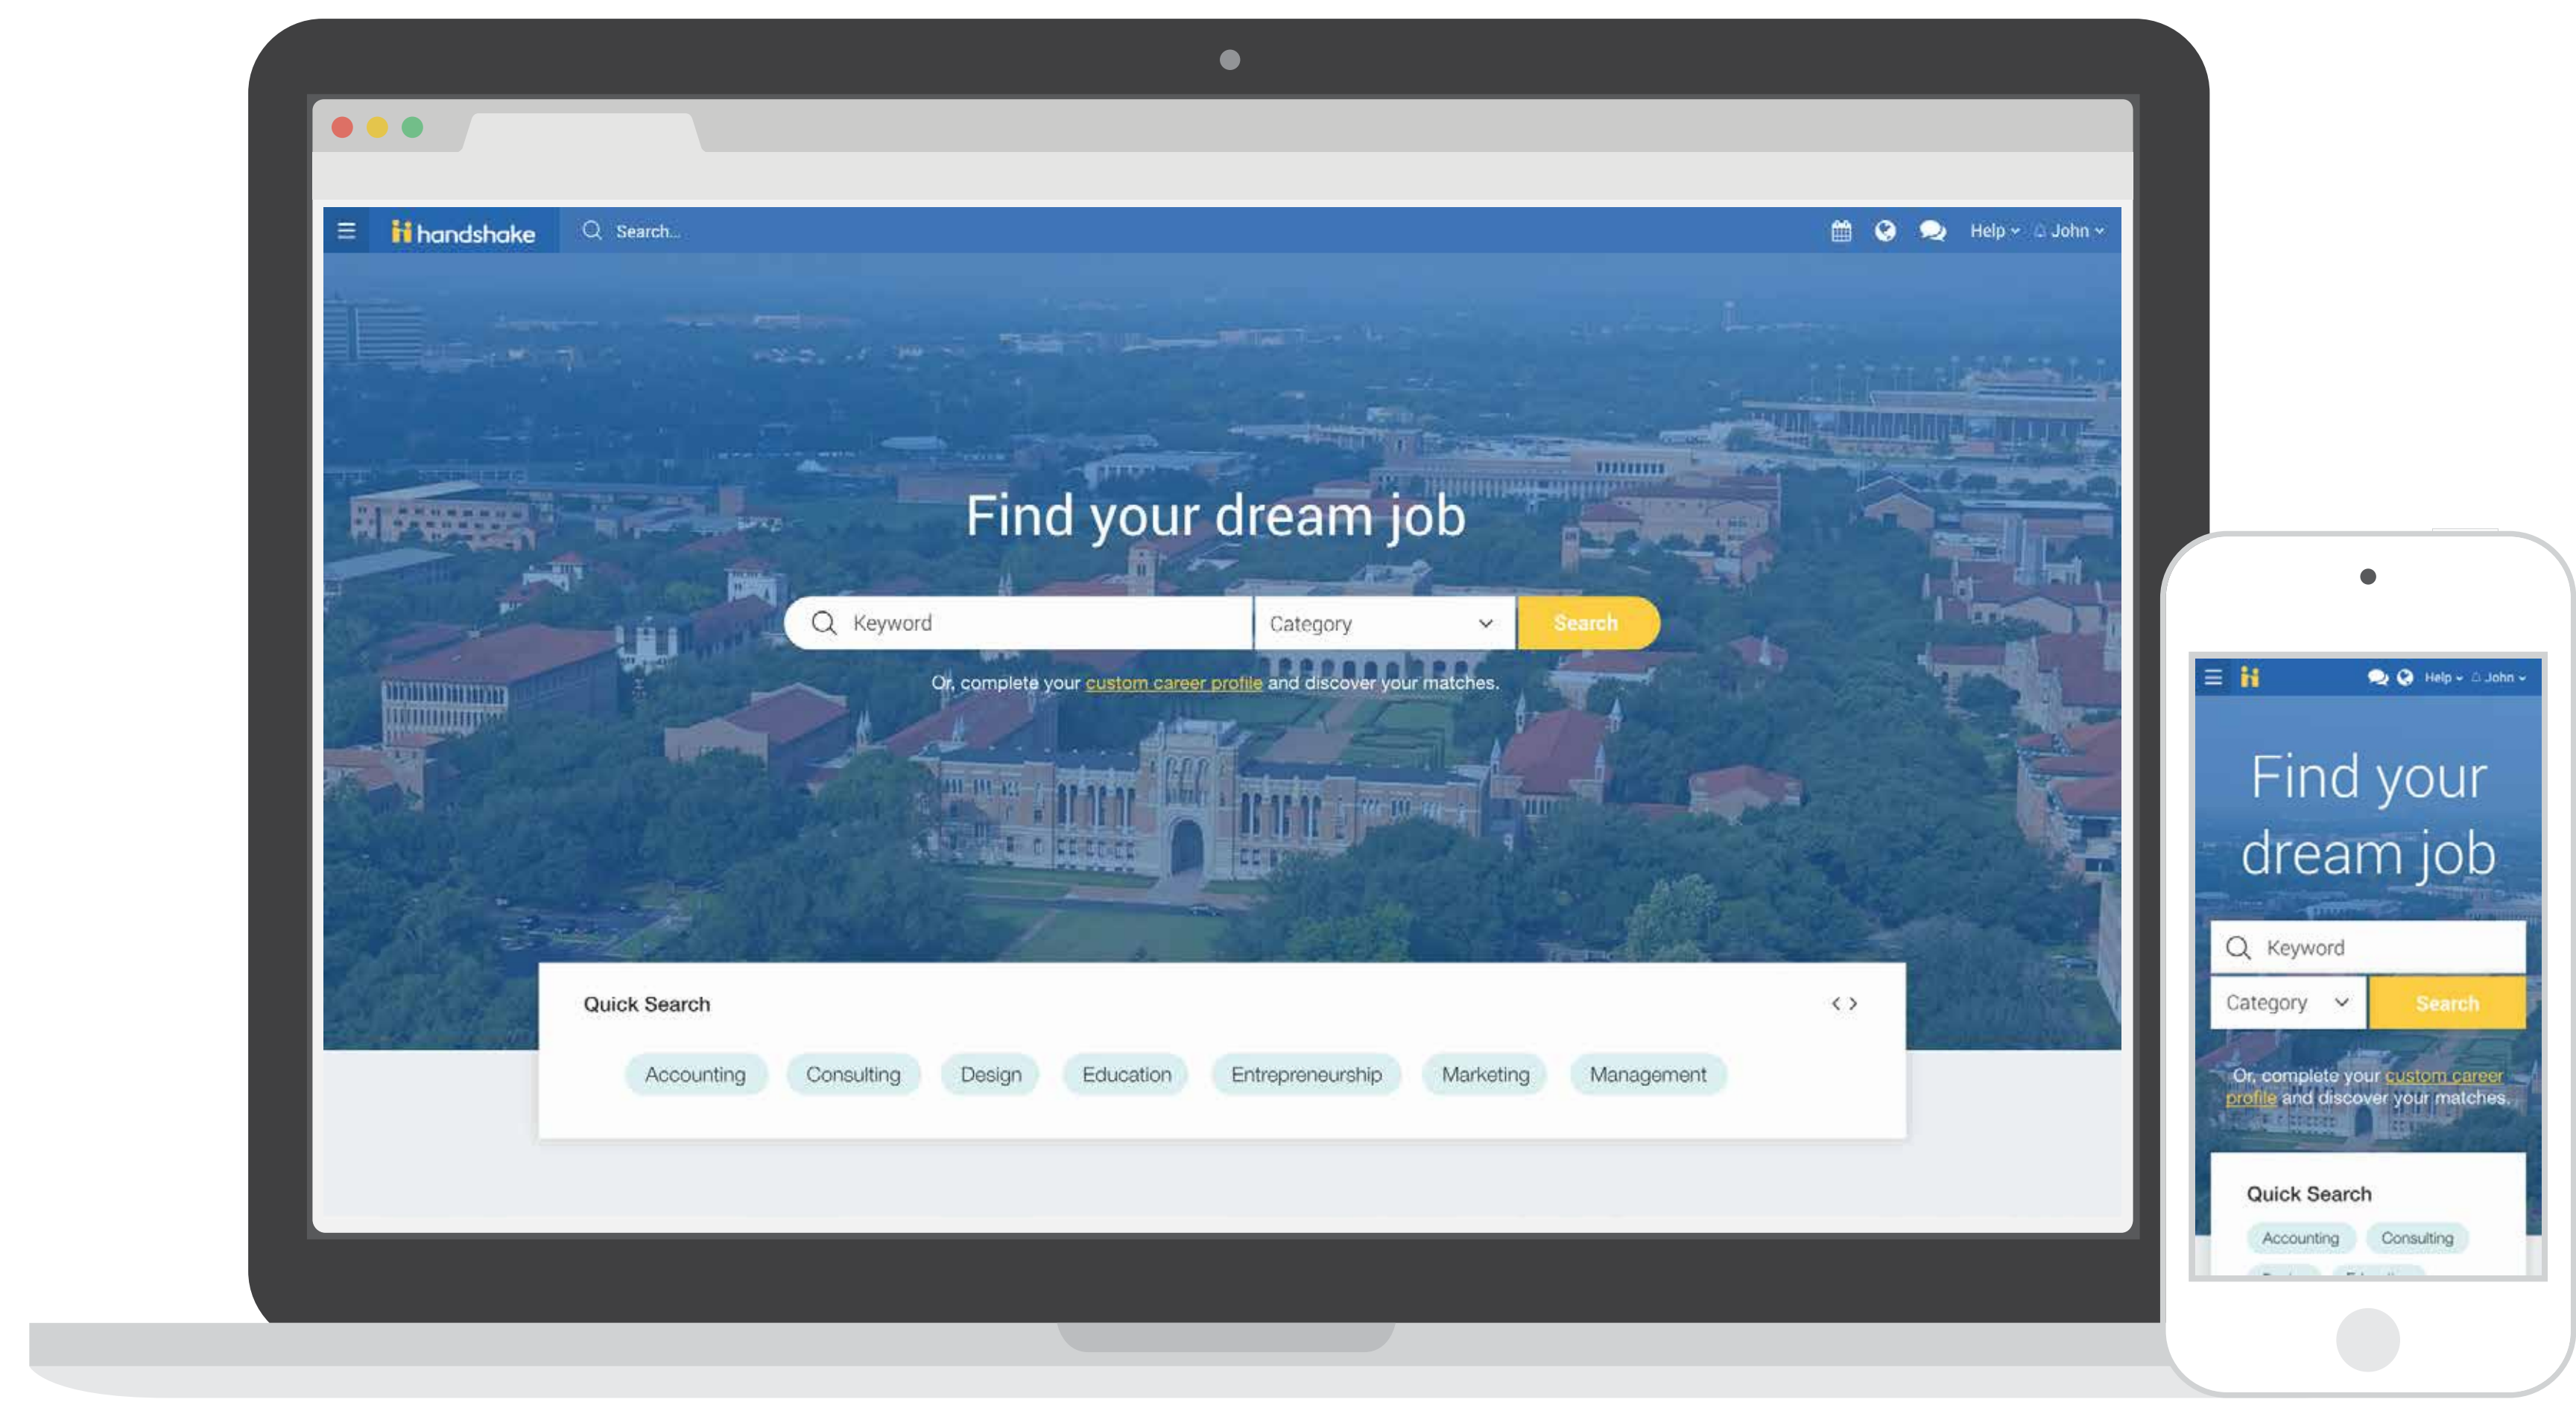 handshake
Search...
Help
John
Find your dream job
Keyword
Category
Search
Or, complete your custom career profile and discover your matches.
Quick Search
Accounting
Consulting
Design
Education
Entrepreneurship
Marketing
Management
Help
John
Find your
dream job
Keyword
Category
Search
Or, complete your custom career
profile and discover your matches.
Quick Search
Accounting
Consulting